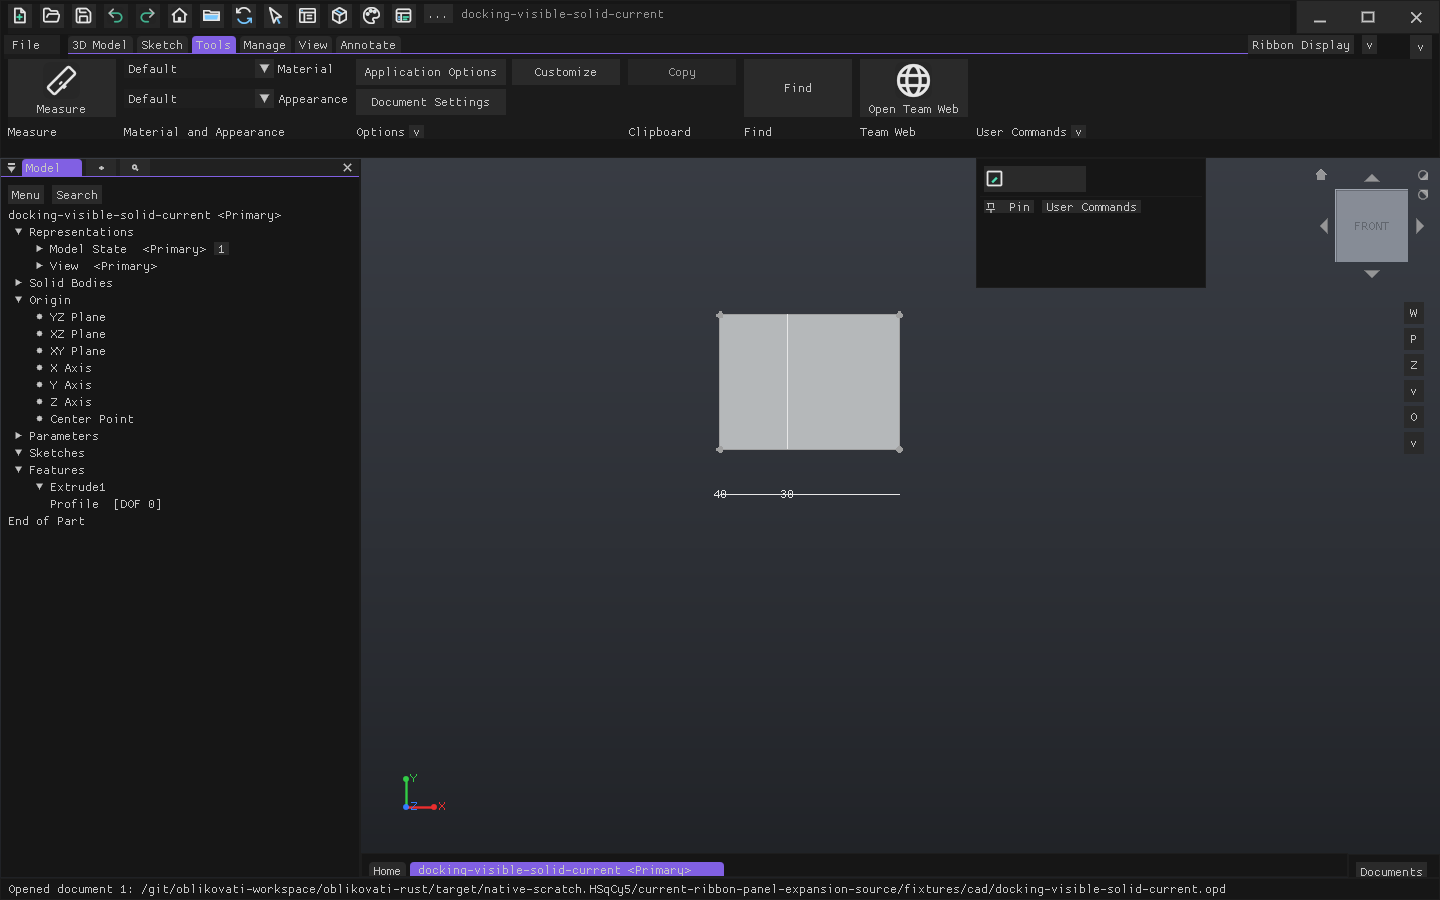 ... docking-visible-solid-current
File 3D Model Sketch Tools Manage View Annotate Ribbon Display v v
Default Material Application Options Customize Copy
Find
Default Appearance Document Settings
Measure Open Team Web
Measure Material and Appearance Options v Clipboard Find Team Web User Commands v
Model
Menu Search
docking-visible-solid-current <Primary>
Representations
Model State <Primary> 1
View <Primary>
Solid Bodies
Origin
YZ Plane
XZ Plane
XY Plane
X Axis
Y Axis
Z Axis
Center Point
Parameters
Sketches
Features
Extrude1
Profile [DOF 0]
End of Part
Pin User Commands
FRONT
W
P
Z
v
O
v
40 30
Y
Z X
Home docking-visible-solid-current <Primary> Documents
Opened document 1: /git/oblikovati-workspace/oblikovati-rust/target/native-scratch.HSqCy5/current-ribbon-panel-expansion-source/fixtures/cad/docking-visible-solid-current.opd